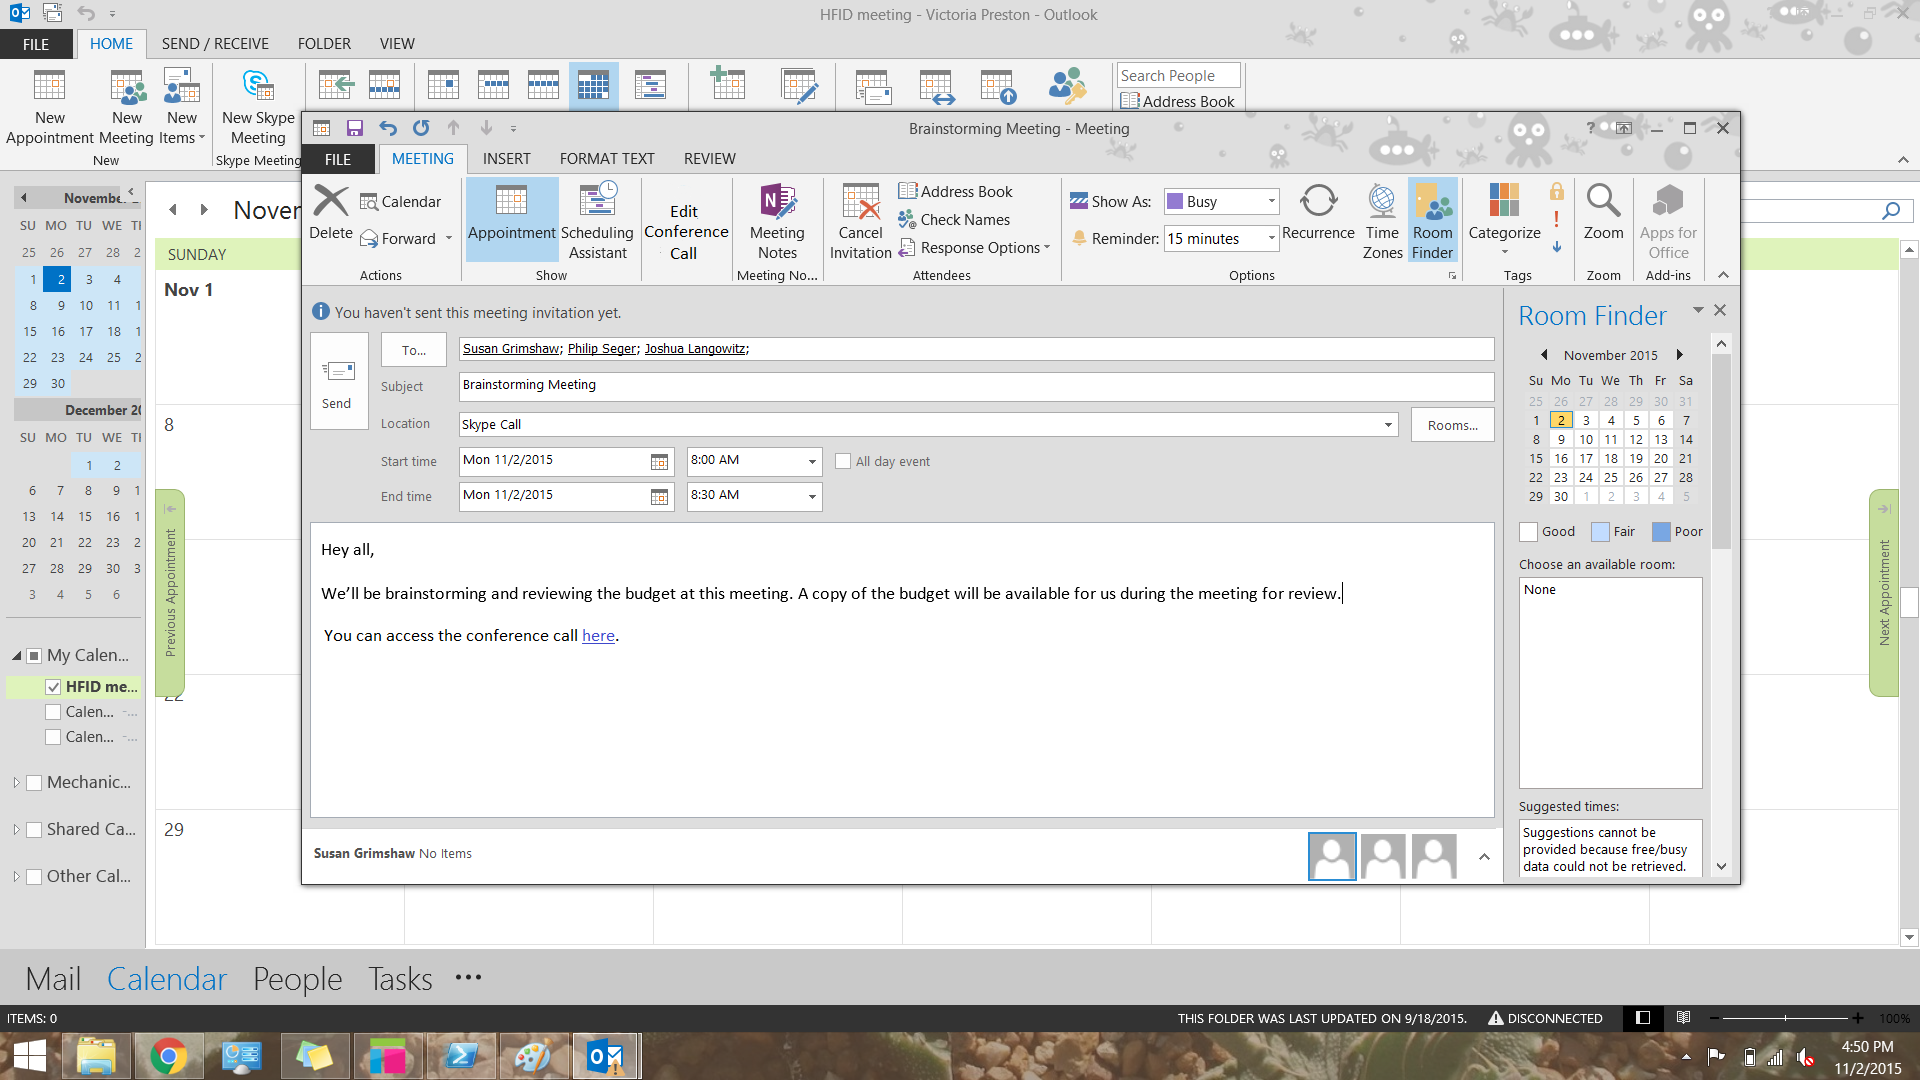 HFID meeting - Victoria Preston - Outlook
FILE HOME SEND / RECEIVE FOLDER VIEW
New Appointment
New Meeting
New Items
New
New Skype Meeting
Skype Meeting
Search People
Address Book
Brainstorming Meeting - Meeting
?
FILE MEETING INSERT FORMAT TEXT REVIEW
Delete
Calendar
Forward
Actions
Appointment
Scheduling Assistant
Show
Edit Conference Call
Meeting Notes
Meeting No...
Cancel Invitation
Address Book
Check Names
Response Options
Attendees
Show As: Busy
Reminder: 15 minutes
Recurrence
Time Zones
Room Finder
Options
Categorize
Tags
Zoom
Zoom
Apps for Office
Add-ins
You haven't sent this meeting invitation yet.
Send
To... Susan Grimshaw; Philip Seger; Joshua Langowitz;
Subject Brainstorming Meeting
Location Skype Call Rooms...
Start time Mon 11/2/2015 8:00 AM All day event
End time Mon 11/2/2015 8:30 AM
Hey all,
We'll be brainstorming and reviewing the budget at this meeting. A copy of the budget will be available for us during the meeting for review.
You can access the conference call here.
Susan Grimshaw No Items
Room Finder
November 2015
Su Mo Tu We Th Fr Sa
25 26 27 28 29 30 31
1 2 3 4 5 6 7
8 9 10 11 12 13 14
15 16 17 18 19 20 21
22 23 24 25 26 27 28
29 30 1 2 3 4 5
Good Fair Poor
Choose an available room:
None
Suggested times:
Suggestions cannot be
provided because free/busy
data could not be retrieved.
SU MO TU WE
25 26 27 28
1 2 3 4
8 9 10 11
15 16 17 18
22 23 24 25
29 30
December
SU MO TU WE
1 2
6 7 8 9
13 14 15 16
20 21 22 23
27 28 29 30
3 4 5 6
My Calen...
HFID me...
Calen... -...
Calen... -...
Mechanic...
Shared Ca...
Other Cal...
SUNDAY
Nov 1
8
22
29
Previous Appointment
Next Appointment
Mail Calendar People Tasks •••
ITEMS: 0
THIS FOLDER WAS LAST UPDATED ON 9/18/2015.
DISCONNECTED
100%
4:50 PM
11/2/2015